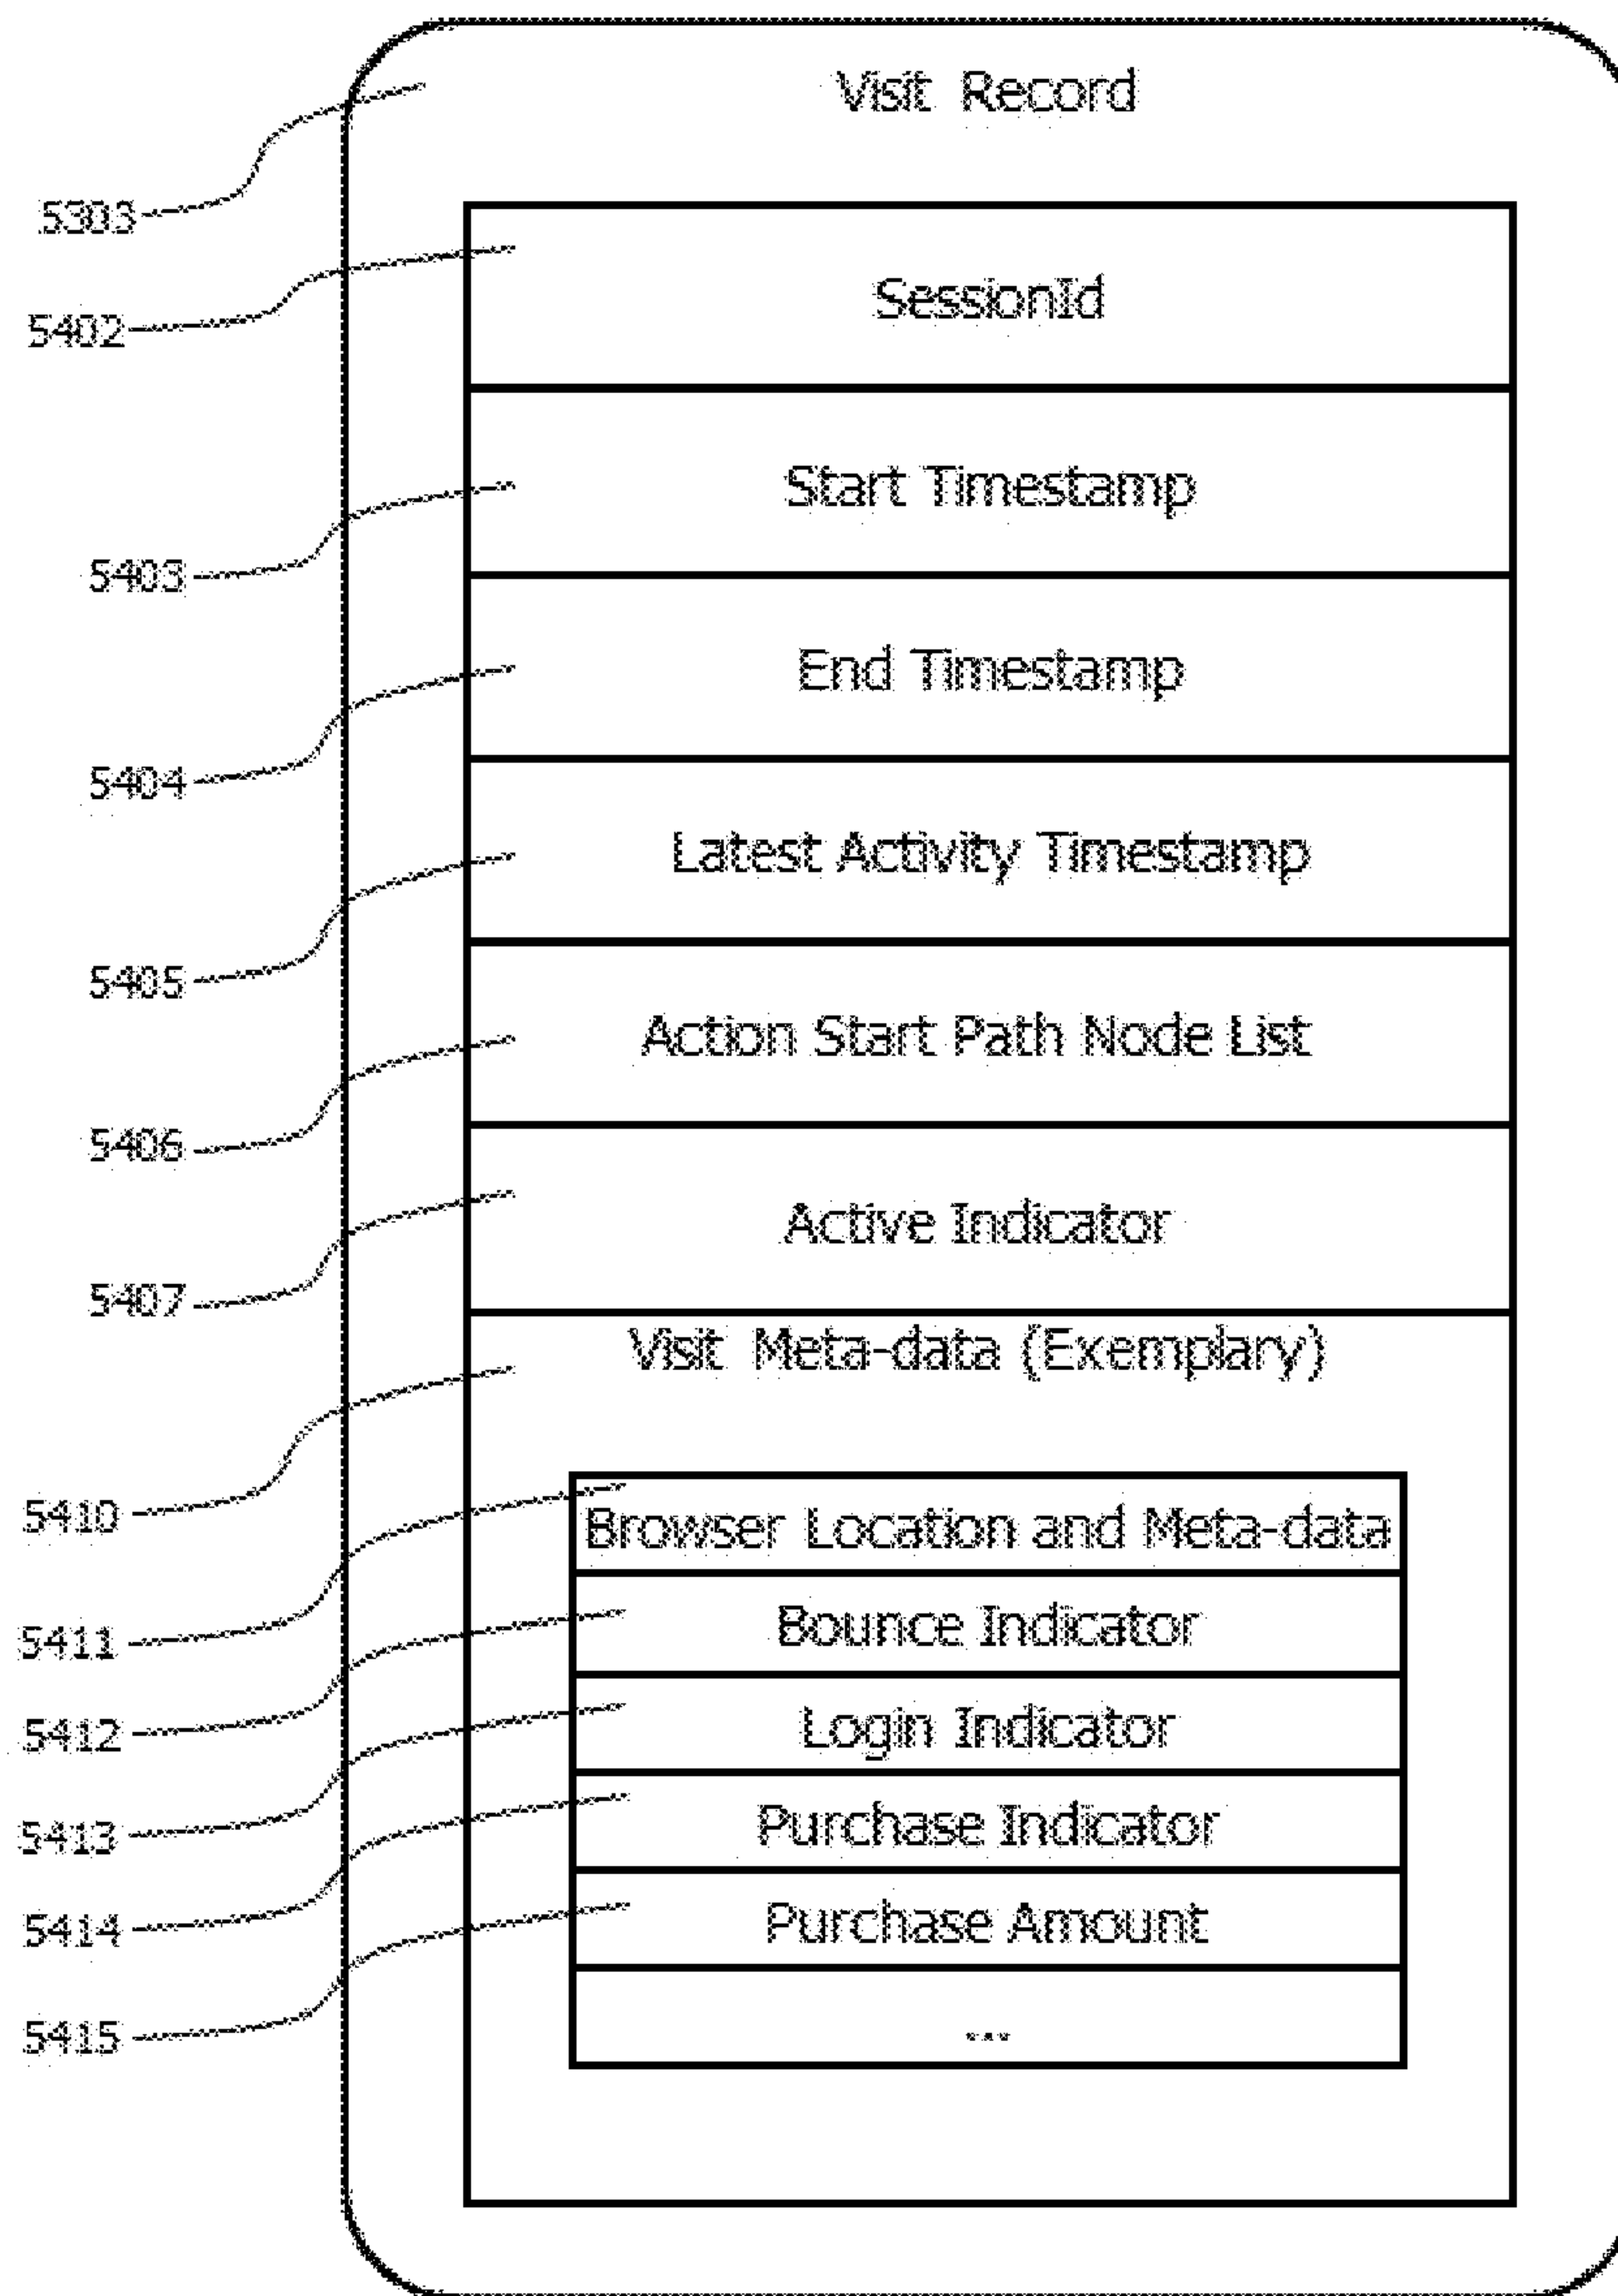 Visit Record
5303
SessionId
5402
Start Timestamp
5403
End Timestamp
5404
Latest Activity Timestamp
5405
Action Start Path Node List
5406
Active Indicator
5407
Visit Meta-data (Exemplary)
5410
Browser Location and Meta-data
5411
Bounce Indicator
5412
Login Indicator
5413
Purchase Indicator
5414
Purchase Amount
5415
...